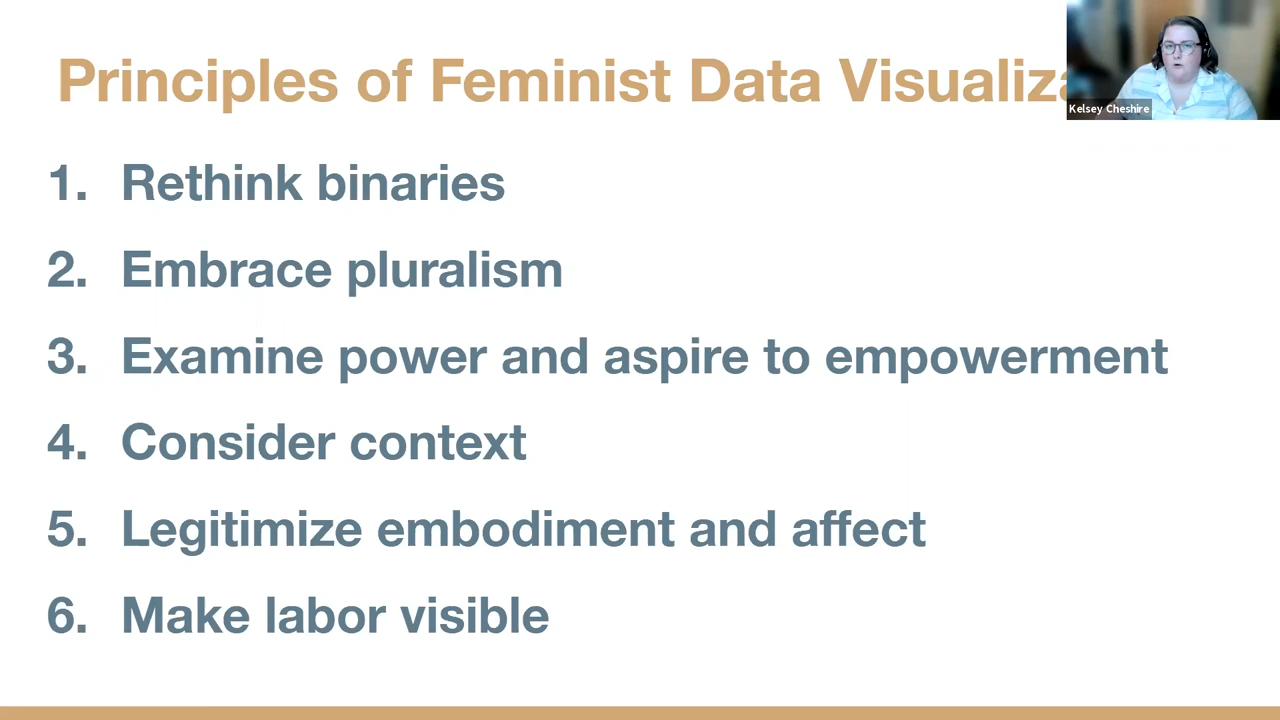 Principles of Feminist Data Visualiza
Kelsey Cheshire
1. Rethink binaries
2. Embrace pluralism
3. Examine power and aspire to empowerment
4. Consider context
5. Legitimize embodiment and affect
6. Make labor visible